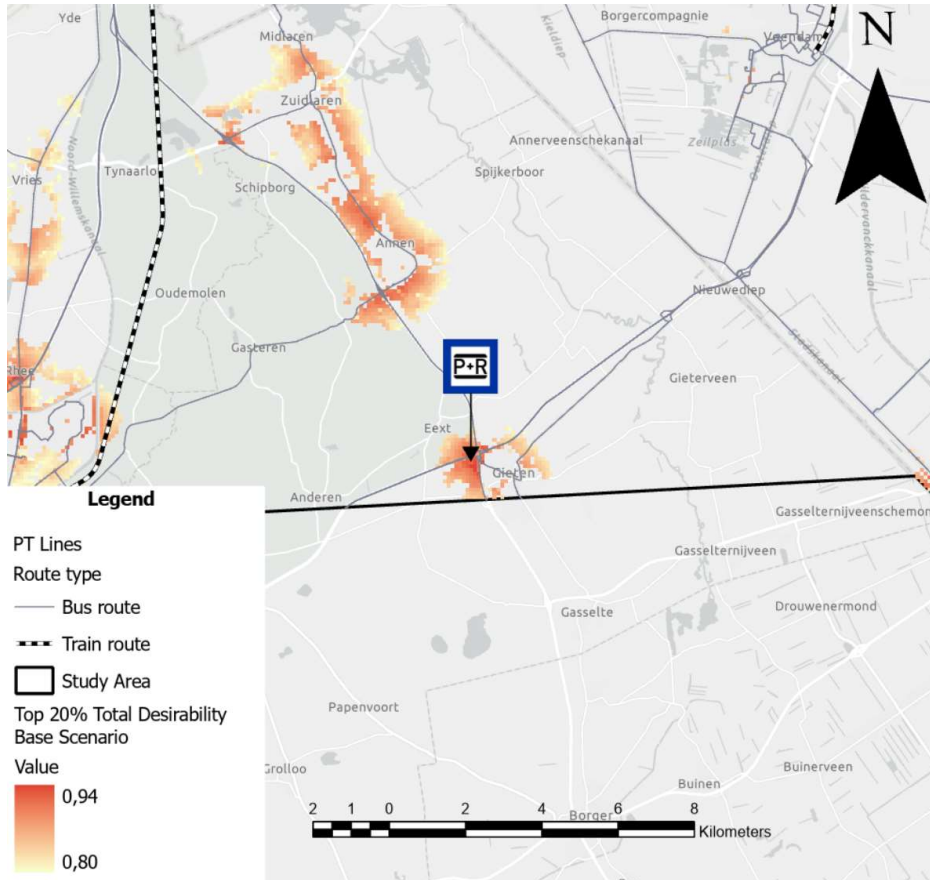 Yde
Midlaren
Kieldiep
Borgercompagnie
Veendam
N
Zuidlaren
Noord-Willemskanaal
Annerveenschekanaal
Zeilplas
Vries
Tynaarlo
Schipborg
Spijkerboor
Annen
Oudemolen
Nieuwediep
Gasteren
Stadskanaal
Rhee
P+R
Gieterveen
Eext
Gieten
Anderen
Gasselternijveenschemond
Gasselternijveen
Gasselte
Drouwenermond
Papenvoort
Grolloo
Buinen
Buinerveen
Borger
Legend
PT Lines
Route type
Bus route
Train route
Study Area
Top 20% Total Desirability
Base Scenario
Value
0,94
0,80
2 1 0 2 4 6 8
Kilometers